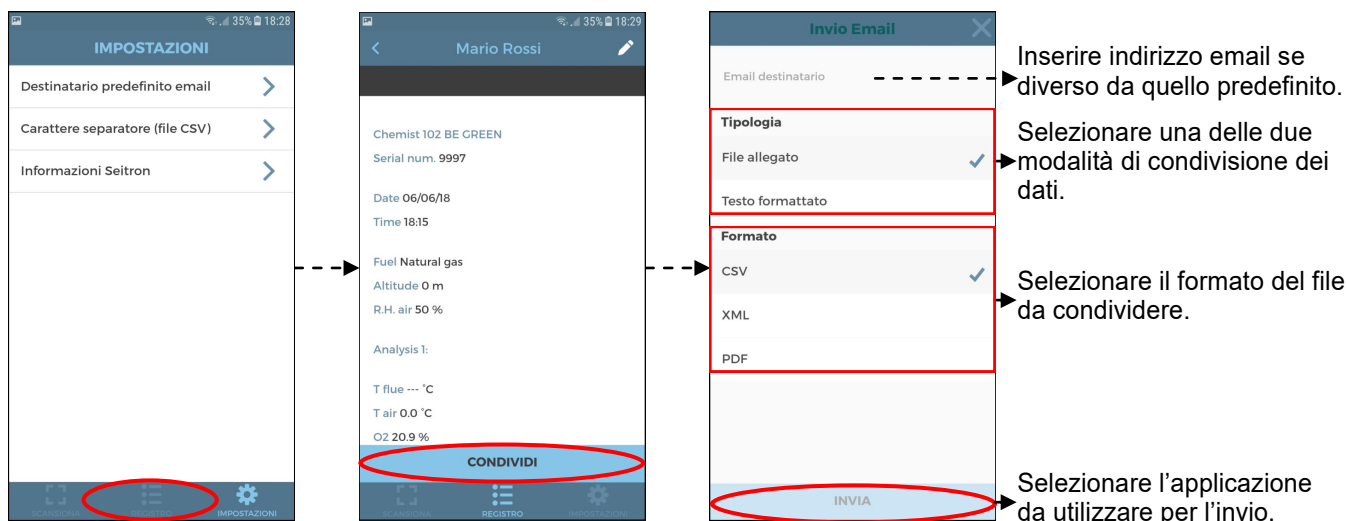 35% 18:28
IMPOSTAZIONI
Destinatario predefinito email
Carattere separatore (file CSV)
Informazioni Seitron
SCANSIONA
REGISTRO
IMPOSTAZIONI
35% 18:29
Mario Rossi
Chemist 102 BE GREEN
Serial num. 9997
Date 06/06/18
Time 18:15
Fuel Natural gas
Altitude 0 m
R.H. air 50 %
Analysis 1:
T flue --- °C
T air 0.0 °C
O2 20.9 %
CONDIVIDI
SCANSIONA
REGISTRO
IMPOSTAZIONI
Invio Email
Email destinatario
Tipologia
File allegato
Testo formattato
Formato
CSV
XML
PDF
INVIA
Inserire indirizzo email se
diverso da quello predefinito.
Selezionare una delle due
modalità di condivisione dei
dati.
Selezionare il formato del file
da condividere.
Selezionare l’applicazione
da utilizzare per l’invio.